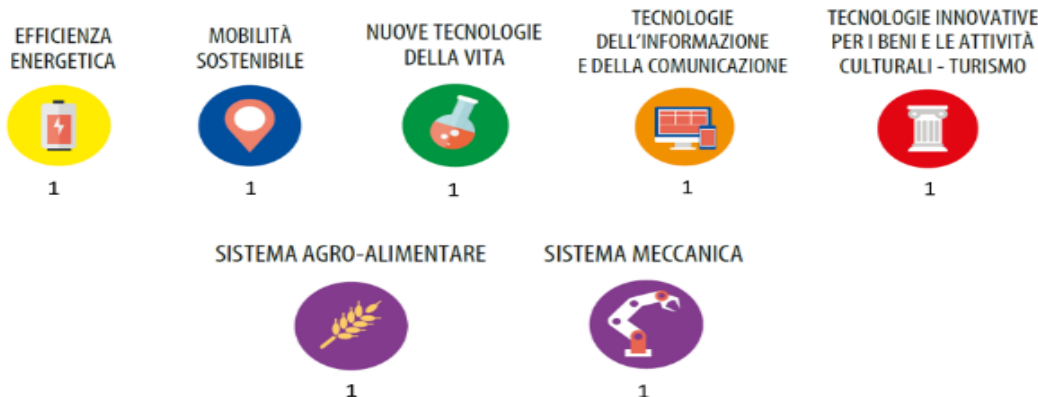 EFFICIENZA
ENERGETICA
1
MOBILITÀ
SOSTENIBILE
1
NUOVE TECNOLOGIE
DELLA VITA
1
TECNOLOGIE
DELL'INFORMAZIONE
E DELLA COMUNICAZIONE
1
TECNOLOGIE INNOVATIVE
PER I BENI E LE ATTIVITÀ
CULTURALI - TURISMO
1
SISTEMA AGRO-ALIMENTARE
1
SISTEMA MECCANICA
1